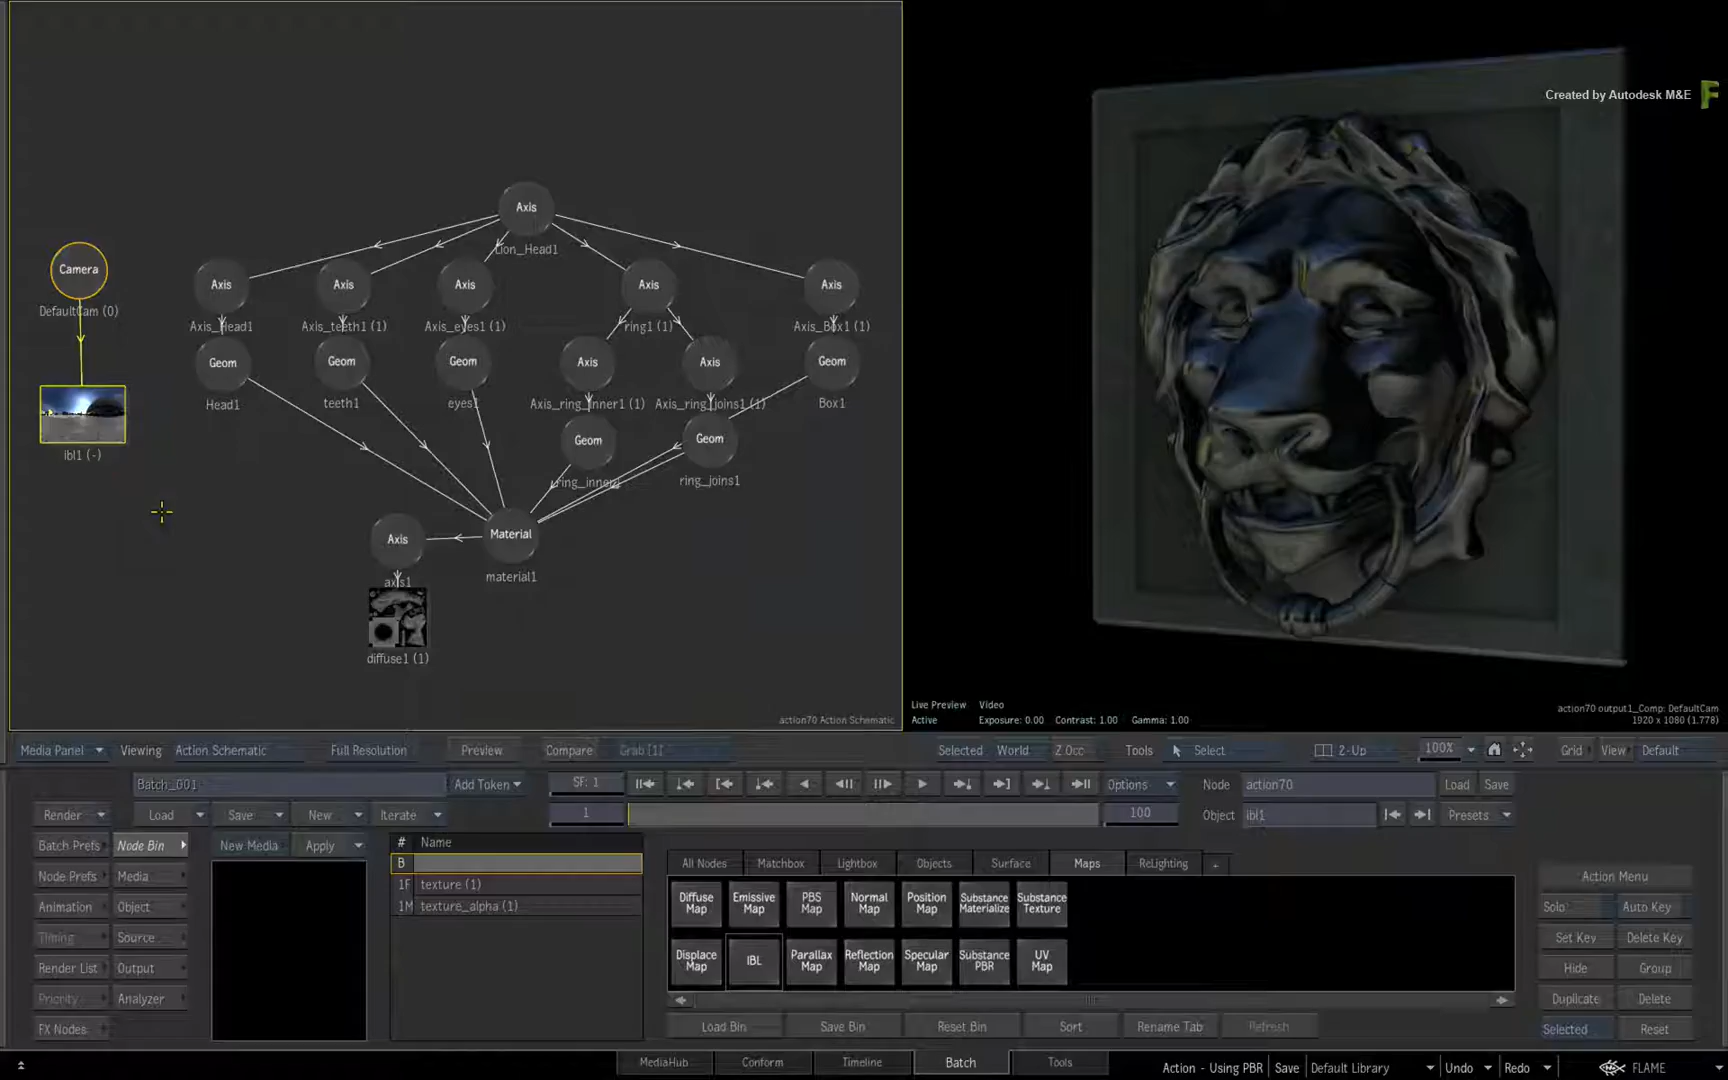 Created by Autodesk M&E
Axis
Lion_Head1
Camera
DefaultCam (0)
Axis
Axis
Axis
Axis
Axis
Axis_Head1
Axis_teeth1 (1)
Axis_eyes1 (1)
ring1 (1)
Axis_Box1 (1)
Geom
Geom
Geom
Axis
Axis
Geom
Head1
teeth1
eyes1
Axis_ring_inner1 (1)
Axis_ring_joins1 (1)
Box1
Geom
Geom
ibl1 (-)
ring_inner1
ring_joins1
Axis
Material
axis1
material1
diffuse1 (1)
action70 Action Schematic
Live Preview Video
Active Exposure: 0.00 Contrast: 1.00 Gamma: 1.00
action70 output1_Comp: DefaultCam
1920 x 1080 (1.778)
Media Panel Viewing Action Schematic Full Resolution Preview Compare Grab [1] Selected World Z Occ Tools Select 2-Up 100% Grid View Default
Batch_001 Add Token SF: 1 Options Node action70 Load Save
Render Load Save New Iterate 1 100 Object ibl1 Presets
Batch Prefs Node Bin New Media Apply # Name
B
All Nodes Matchbox Lightbox Objects Surface Maps ReLighting
Action Menu
Node Prefs Media 1F texture (1)
Animation Object 1M texture_alpha (1)
Diffuse Map Emissive Map PBS Map Normal Map Position Map Substance Materialize Substance Texture
Solo Auto Key
Timing Source Set Key Delete Key
Render List Output
Displace Map IBL Parallax Map Reflection Map Specular Map Substance PBR UV Map
Hide Group
Priority Analyzer Duplicate Delete
FX Nodes Load Bin Save Bin Reset Bin Sort Rename Tab Refresh Selected Reset
MediaHub Conform Timeline Batch Tools Action - Using PBR Save Default Library Undo Redo FLAME